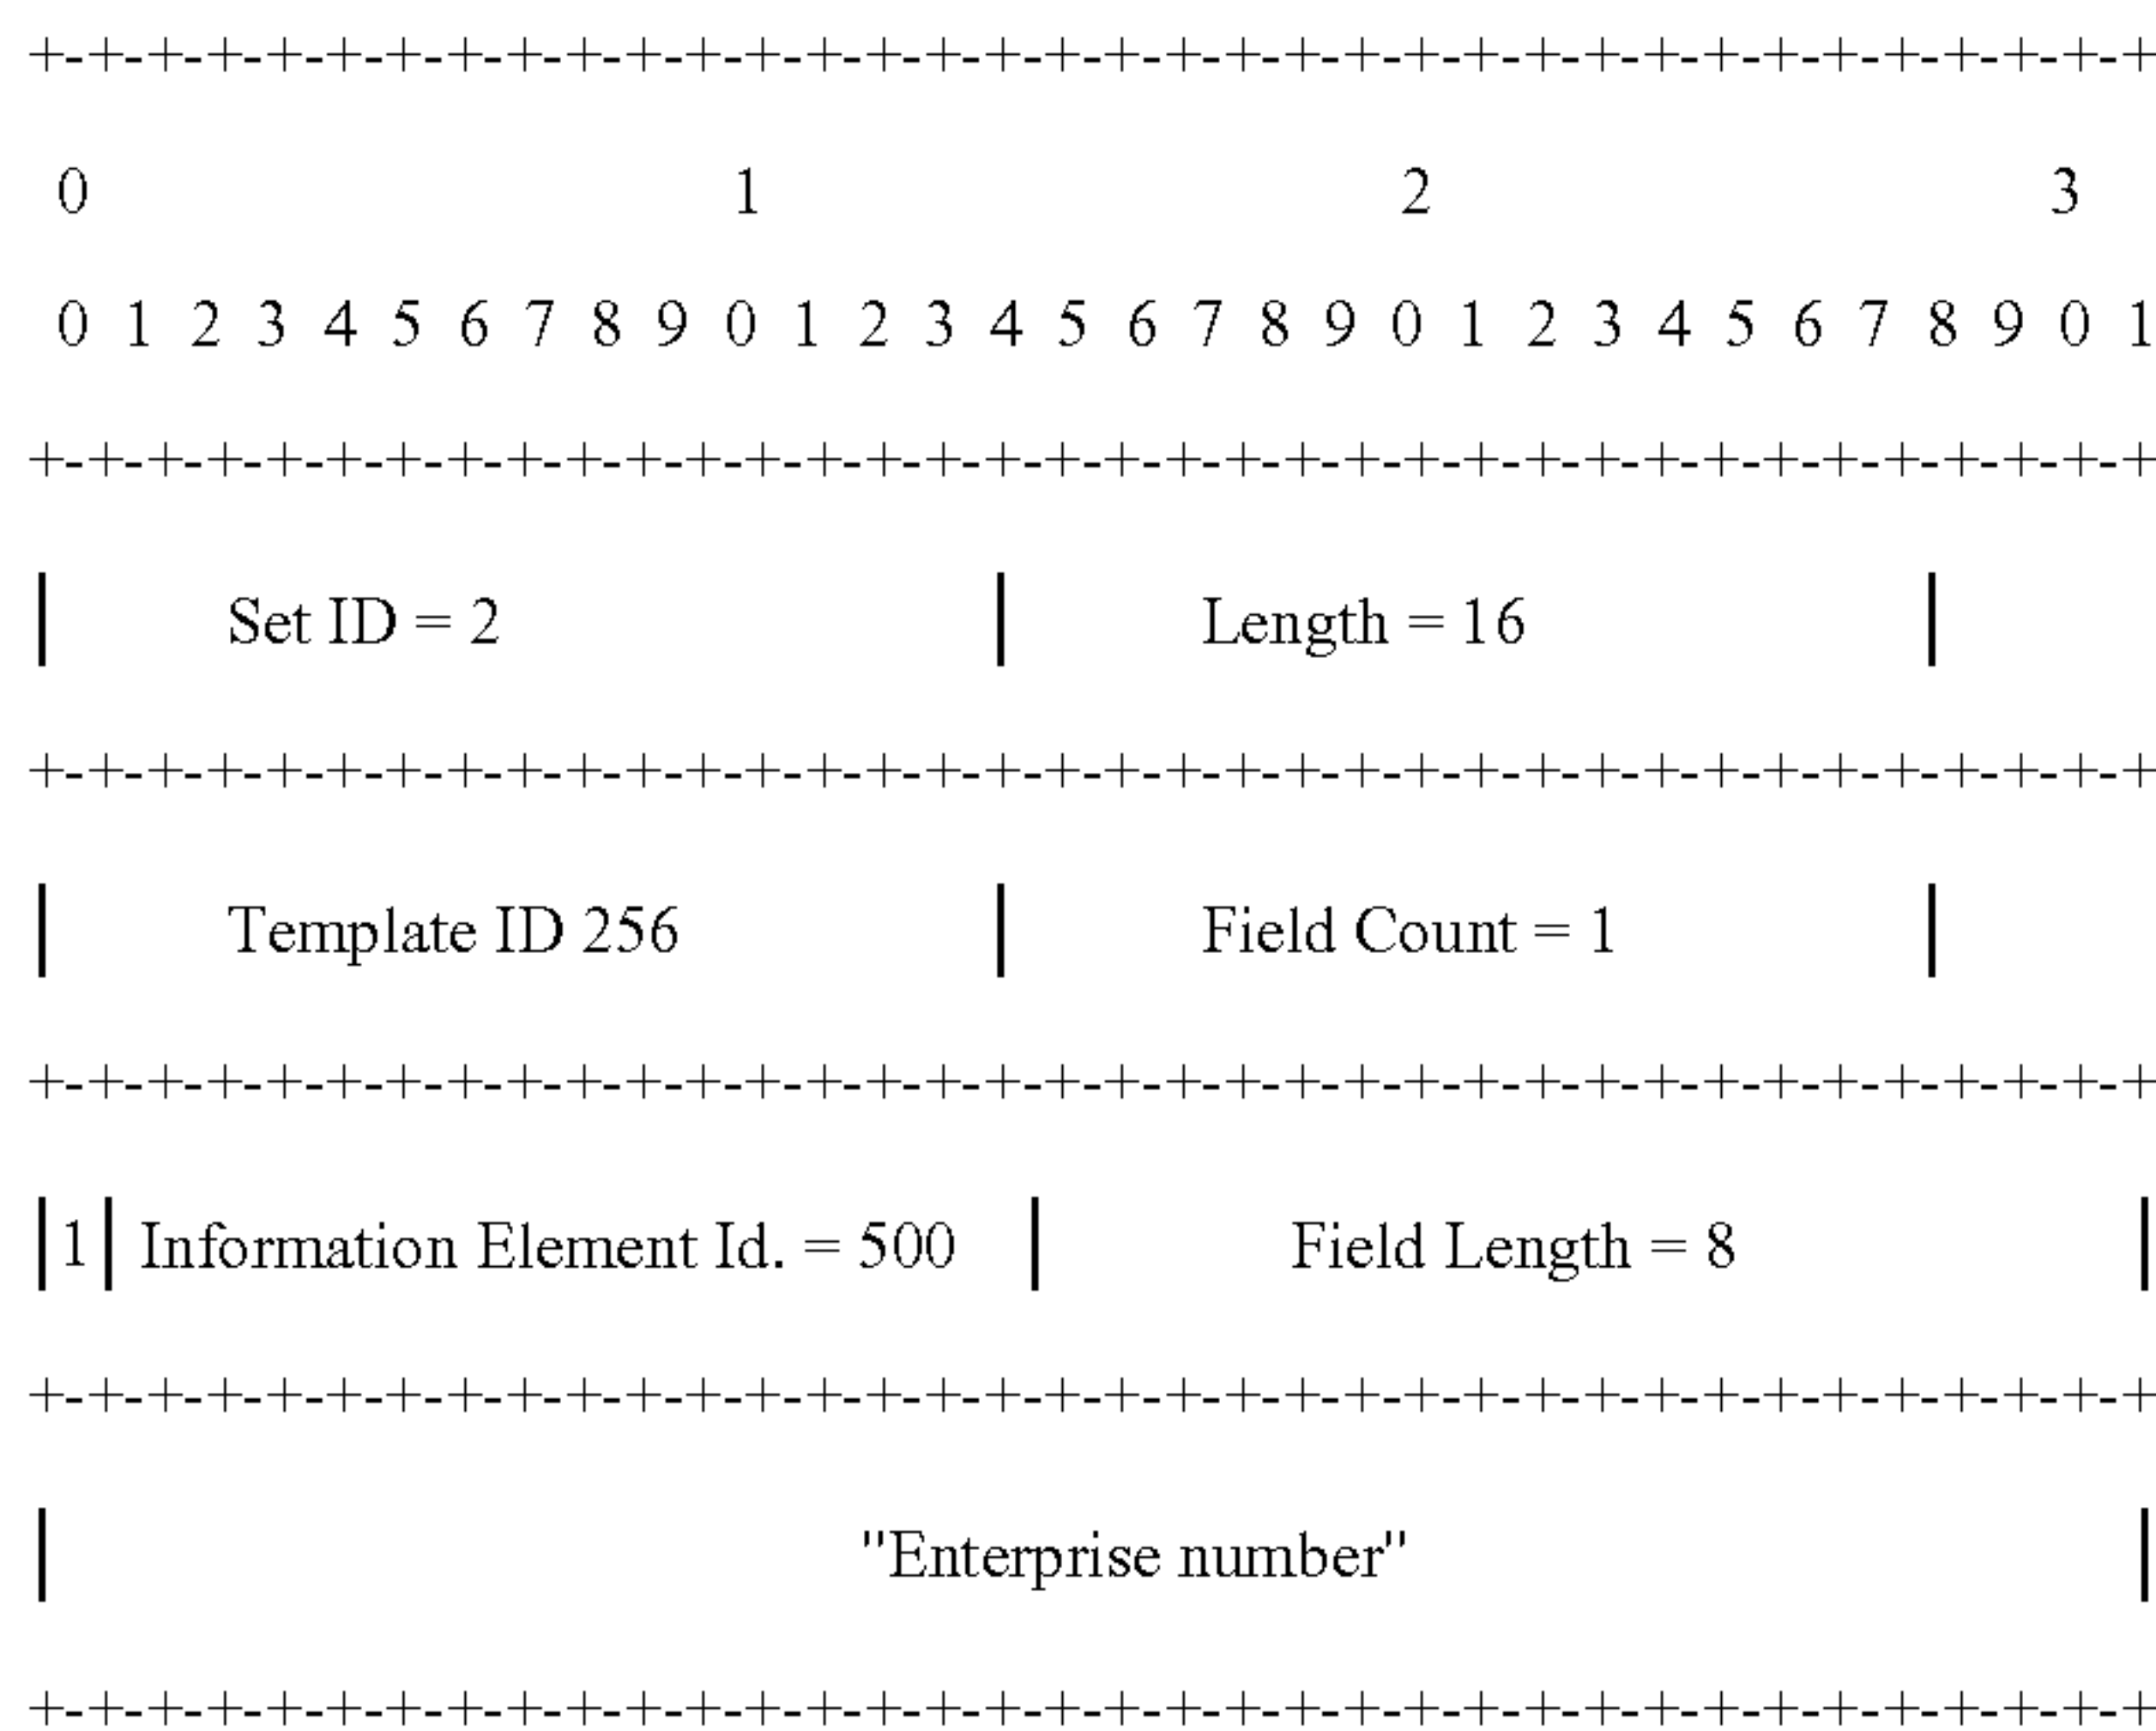 +-+-+-+-+-+-+-+-+-+-+-+-+-+-+-+-+-+-+-+-+-+-+-+-+-+-+-+-+-+-+-+-+-+-+-+-+
0 1 2 3
0 1 2 3 4 5 6 7 8 9 0 1 2 3 4 5 6 7 8 9 0 1 2 3 4 5 6 7 8 9 0 1
+-+-+-+-+-+-+-+-+-+-+-+-+-+-+-+-+-+-+-+-+-+-+-+-+-+-+-+-+-+-+-+-+-+-+-+-+
| Set ID = 2 | Length = 16 |
+-+-+-+-+-+-+-+-+-+-+-+-+-+-+-+-+-+-+-+-+-+-+-+-+-+-+-+-+-+-+-+-+-+-+-+-+
| Template ID 256 | Field Count = 1 |
+-+-+-+-+-+-+-+-+-+-+-+-+-+-+-+-+-+-+-+-+-+-+-+-+-+-+-+-+-+-+-+-+-+-+-+-+
|1| Information Element Id. = 500 | Field Length = 8 |
+-+-+-+-+-+-+-+-+-+-+-+-+-+-+-+-+-+-+-+-+-+-+-+-+-+-+-+-+-+-+-+-+-+-+-+-+
| "Enterprise number" |
+-+-+-+-+-+-+-+-+-+-+-+-+-+-+-+-+-+-+-+-+-+-+-+-+-+-+-+-+-+-+-+-+-+-+-+-+